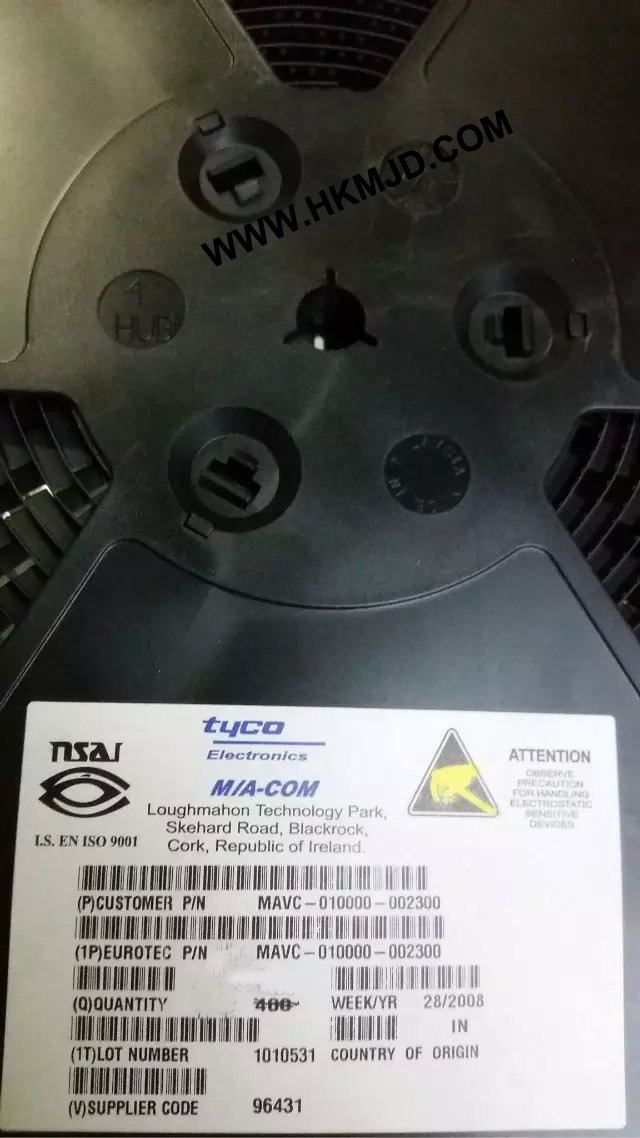 WWW.HKMJD.COM
1
HUB
tyco
Electronics
M/A-COM
nsai
I.S. EN ISO 9001
Loughmahon Technology Park,
Skehard Road, Blackrock,
Cork, Republic of Ireland.
ATTENTION
OBSERVE
PRECAUTION
FOR HANDLING
ELECTROSTATIC
SENSITIVE
DEVICES
(P)CUSTOMER P/N MAVC-010000-002300
(1P)EUROTEC P/N MAVC-010000-002300
(Q)QUANTITY 400 WEEK/YR 28/2008
IN
(1T)LOT NUMBER 1010531 COUNTRY OF ORIGIN
(V)SUPPLIER CODE 96431